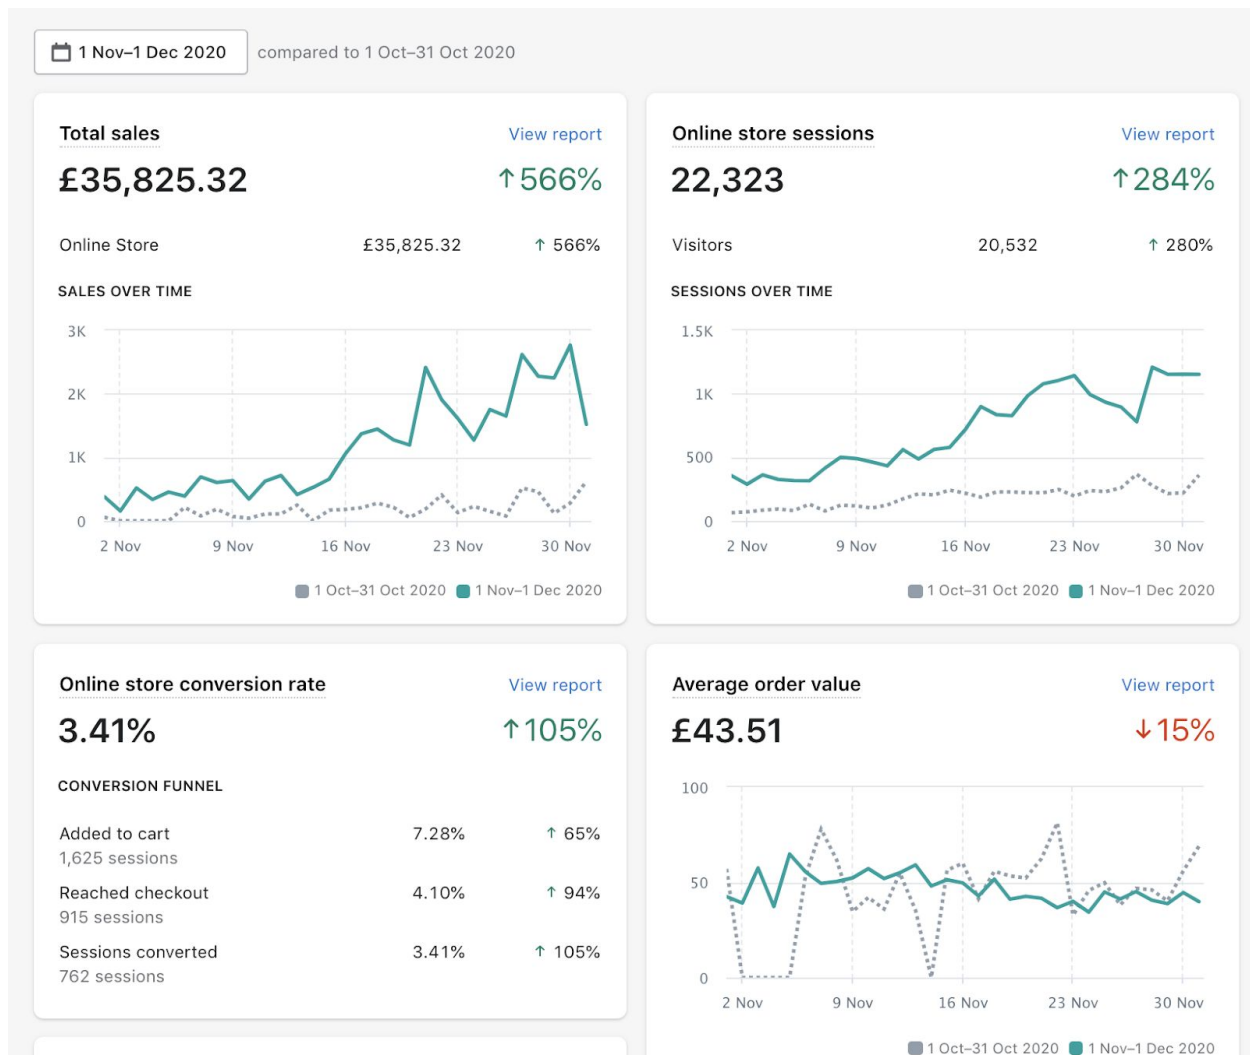 1 Nov–1 Dec 2020 compared to 1 Oct–31 Oct 2020
Total sales View report
£35,825.32 ↑566%
Online Store £35,825.32 ↑ 566%
SALES OVER TIME
3K
2K
1K
0
2 Nov 9 Nov 16 Nov 23 Nov 30 Nov
1 Oct–31 Oct 2020 1 Nov–1 Dec 2020
Online store sessions View report
22,323 ↑284%
Visitors 20,532 ↑ 280%
SESSIONS OVER TIME
1.5K
1K
500
0
2 Nov 9 Nov 16 Nov 23 Nov 30 Nov
1 Oct–31 Oct 2020 1 Nov–1 Dec 2020
Online store conversion rate View report
3.41% ↑105%
CONVERSION FUNNEL
Added to cart 7.28% ↑ 65%
1,625 sessions
Reached checkout 4.10% ↑ 94%
915 sessions
Sessions converted 3.41% ↑ 105%
762 sessions
Average order value View report
£43.51 ↓15%
100
50
0
2 Nov 9 Nov 16 Nov 23 Nov 30 Nov
1 Oct–31 Oct 2020 1 Nov–1 Dec 2020